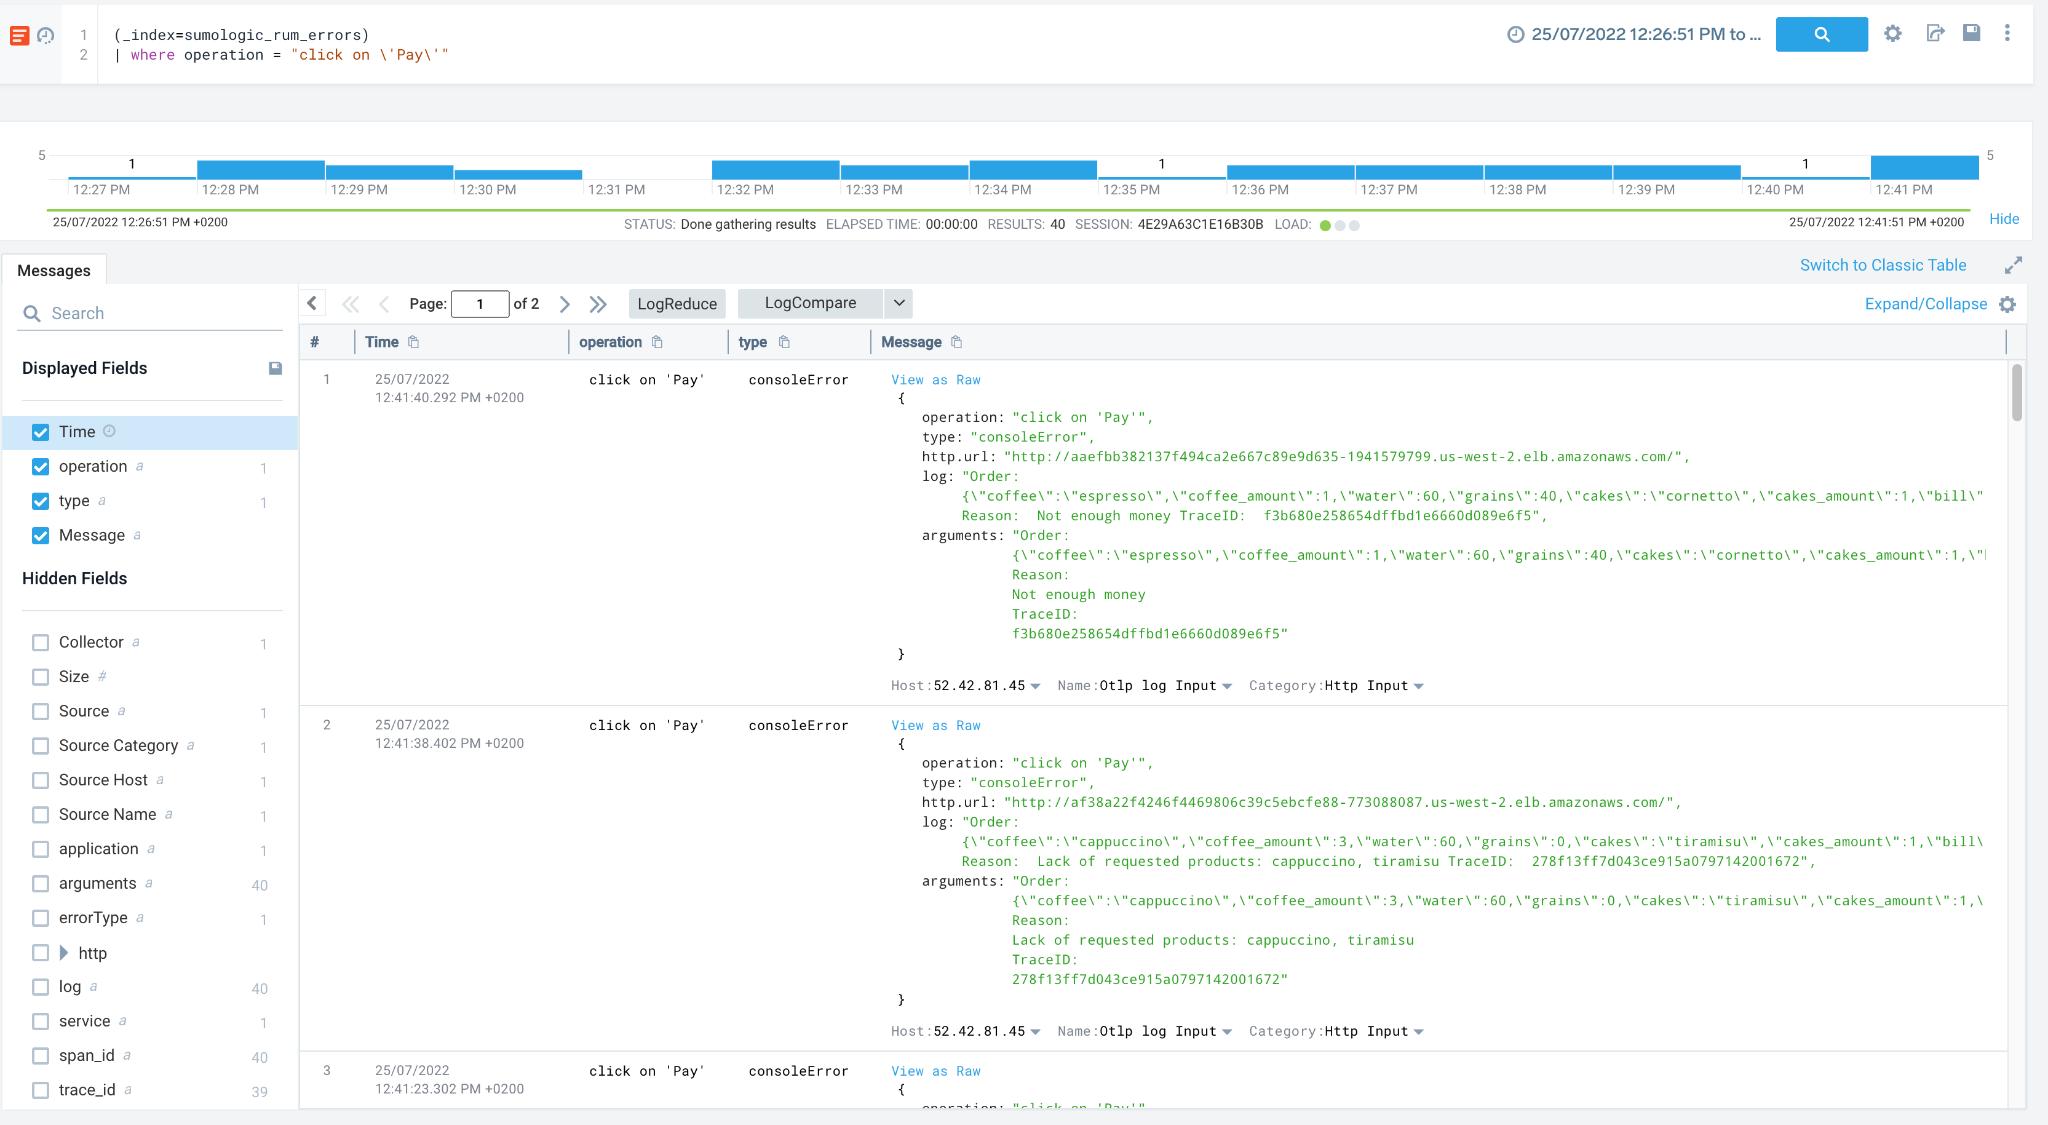 1 (_index=sumologic_rum_errors)
2 | where operation = "click on \'Pay\'"
25/07/2022 12:26:51 PM to ...
5 1 1 1 5
12:27 PM 12:28 PM 12:29 PM 12:30 PM 12:31 PM 12:32 PM 12:33 PM 12:34 PM 12:35 PM 12:36 PM 12:37 PM 12:38 PM 12:39 PM 12:40 PM 12:41 PM
25/07/2022 12:26:51 PM +0200
STATUS: Done gathering results ELAPSED TIME: 00:00:00 RESULTS: 40 SESSION: 4E29A63C1E16B30B LOAD:
25/07/2022 12:41:51 PM +0200
Hide
Messages
Switch to Classic Table
Search
Displayed Fields
Time
operation a 1
type a 1
Message a
Hidden Fields
Collector a 1
Size #
Source a 1
Source Category a 1
Source Host a 1
Source Name a 1
application a 1
arguments a 40
errorType a 1
http
log a 40
service a 1
span_id a 40
trace_id a 39
Page: 1 of 2 LogReduce LogCompare
Expand/Collapse
# Time operation type Message
1 25/07/2022 click on 'Pay' consoleError View as Raw
12:41:40.292 PM +0200
{
operation: "click on 'Pay'",
type: "consoleError",
http.url: "http://aaefbb382137f494ca2e667c89e9d635-1941579799.us-west-2.elb.amazonaws.com/",
log: "Order:
{\"coffee\":\"espresso\",\"coffee_amount\":1,\"water\":60,\"grains\":40,\"cakes\":\"cornetto\",\"cakes_amount\":1,\"bill\"
Reason: Not enough money TraceID: f3b680e258654dffbd1e6660d089e6f5",
arguments: "Order:
{\"coffee\":\"espresso\",\"coffee_amount\":1,\"water\":60,\"grains\":40,\"cakes\":\"cornetto\",\"cakes_amount\":1,\"
Reason:
Not enough money
TraceID:
f3b680e258654dffbd1e6660d089e6f5"
}
Host:52.42.81.45 Name:Otlp log Input Category:Http Input
2 25/07/2022 click on 'Pay' consoleError View as Raw
12:41:38.402 PM +0200
{
operation: "click on 'Pay'",
type: "consoleError",
http.url: "http://af38a22f4246f4469806c39c5ebcfe88-773088087.us-west-2.elb.amazonaws.com/",
log: "Order:
{\"coffee\":\"cappuccino\",\"coffee_amount\":3,\"water\":60,\"grains\":0,\"cakes\":\"tiramisu\",\"cakes_amount\":1,\"bill\
Reason: Lack of requested products: cappuccino, tiramisu TraceID: 278f13ff7d043ce915a0797142001672",
arguments: "Order:
{\"coffee\":\"cappuccino\",\"coffee_amount\":3,\"water\":60,\"grains\":0,\"cakes\":\"tiramisu\",\"cakes_amount\":1,\
Reason:
Lack of requested products: cappuccino, tiramisu
TraceID:
278f13ff7d043ce915a0797142001672"
}
Host:52.42.81.45 Name:Otlp log Input Category:Http Input
3 25/07/2022 click on 'Pay' consoleError View as Raw
12:41:23.302 PM +0200
{
operation: "click on 'Pay'"